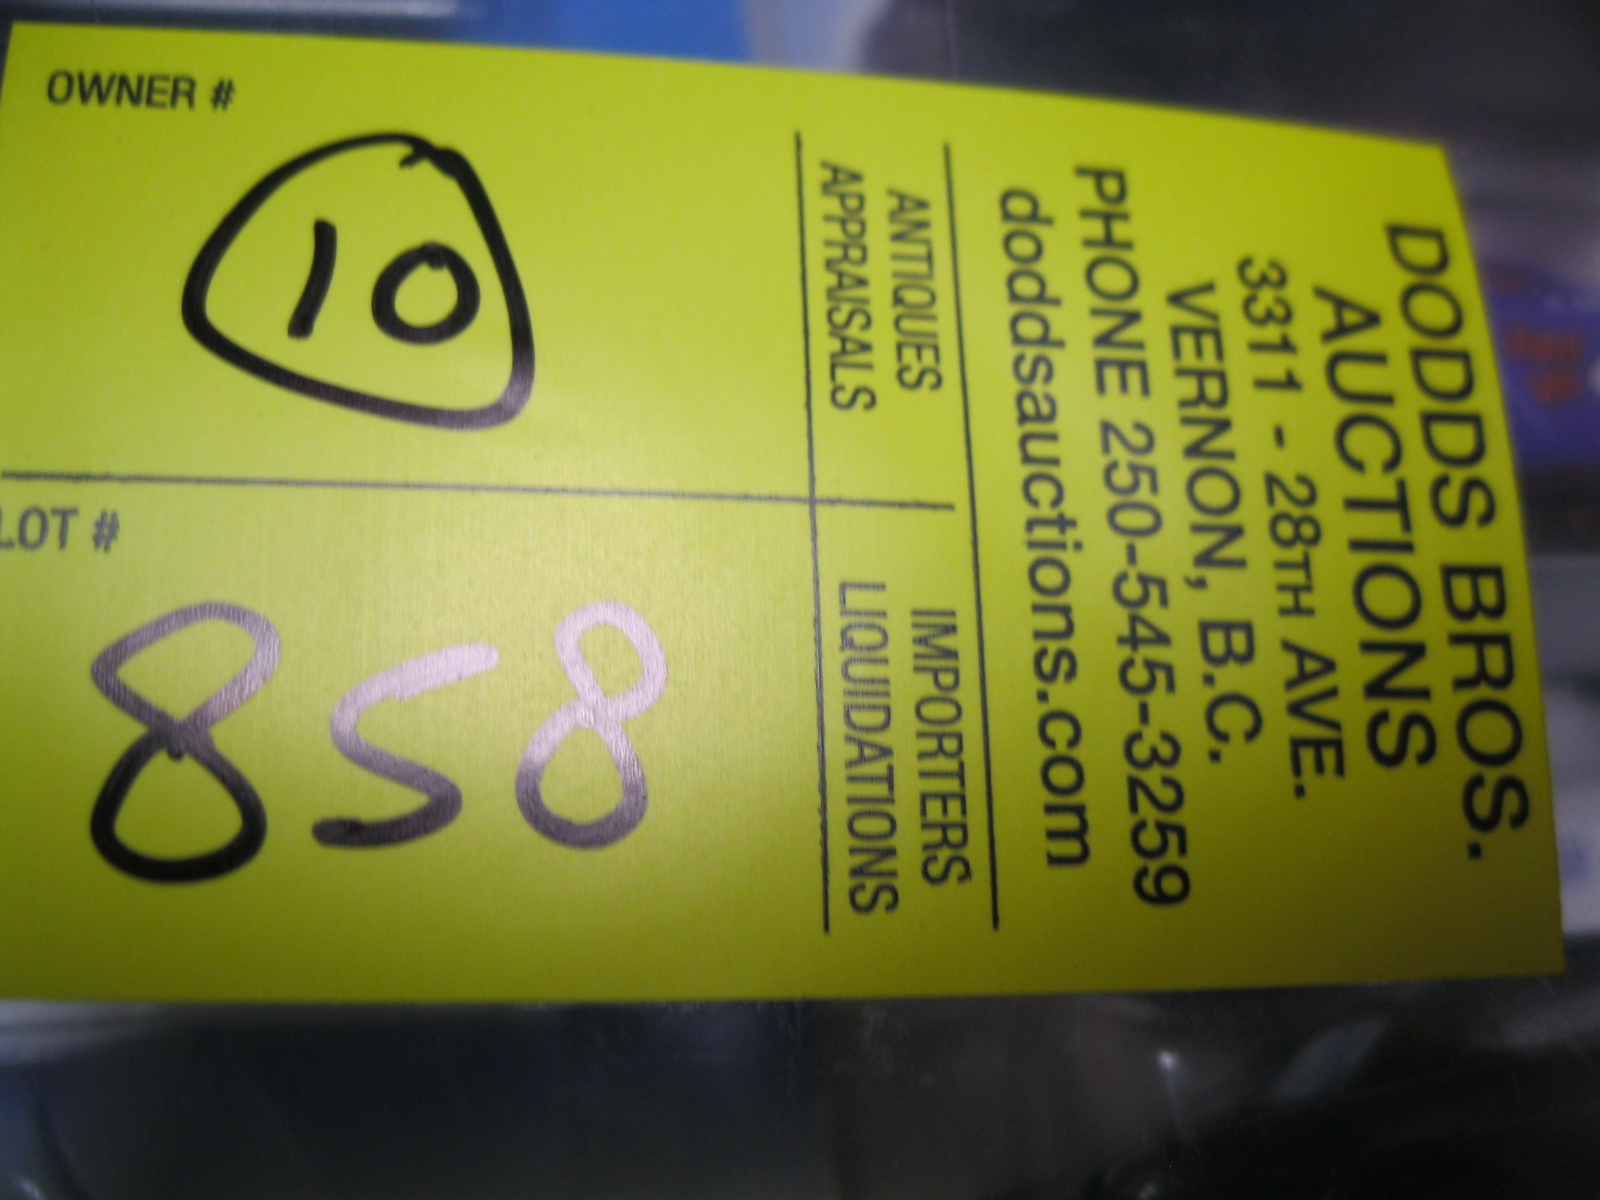 DODDS BROS.
AUCTIONS
3311 - 28TH AVE.
VERNON, B.C.
PHONE 250-545-3259
doddsauctions.com
ANTIQUES
APPRAISALS
IMPORTERS
LIQUIDATIONS
OWNER #
10
LOT #
858